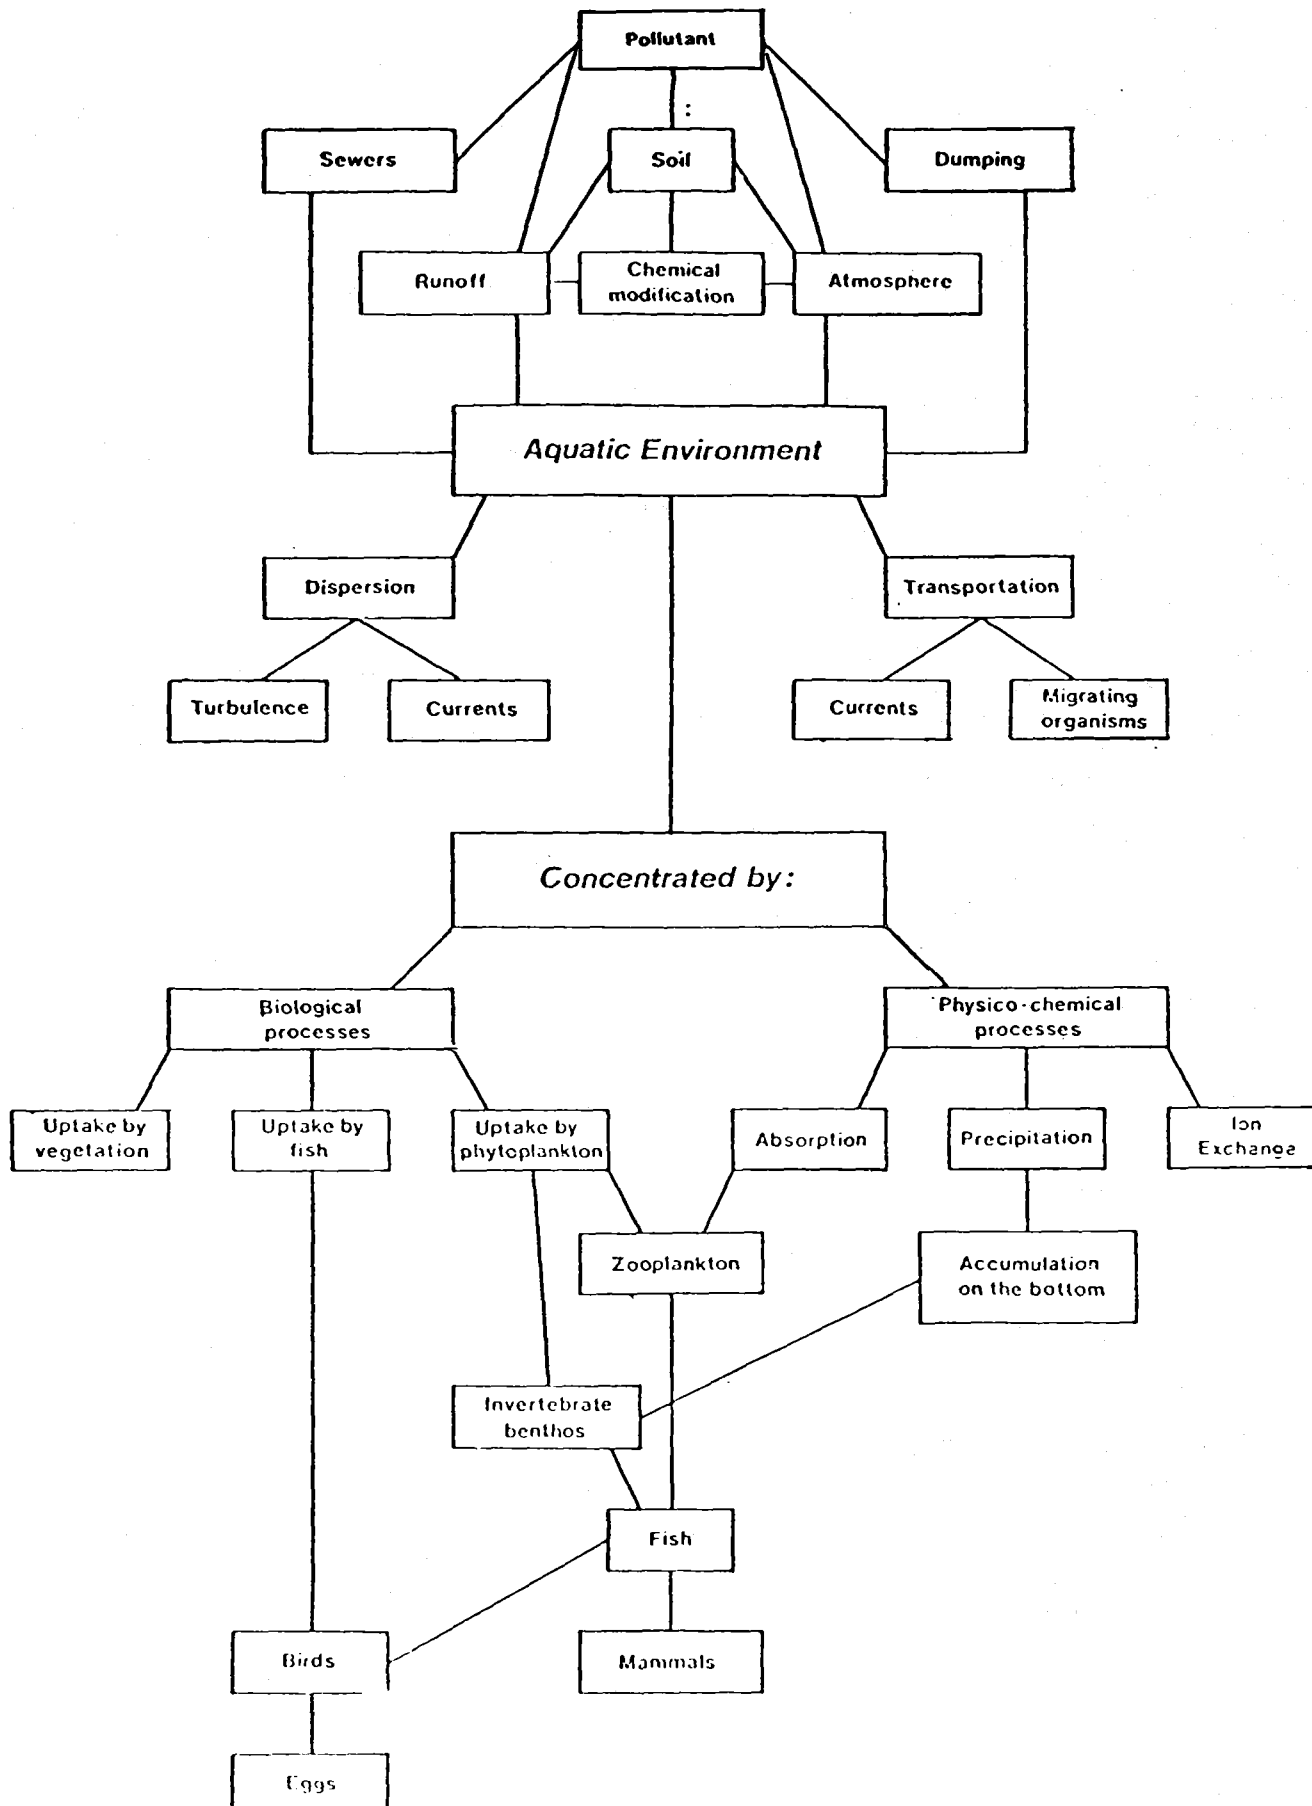 Pollutant
:
Sewers
Soil
Dumping
Runoff
Chemical
modification
Atmosphere
Aquatic Environment
Dispersion
Transportation
Turbulence
Currents
Currents
Migrating
organisms
Concentrated by:
Biological
processes
Physico-chemical
processes
Uptake by
vegetation
Uptake by
fish
Uptake by
phytoplankton
Absorption
Precipitation
Ion
Exchange
Zooplankton
Accumulation
on the bottom
Invertebrate
benthos
Fish
Birds
Mammals
Eggs